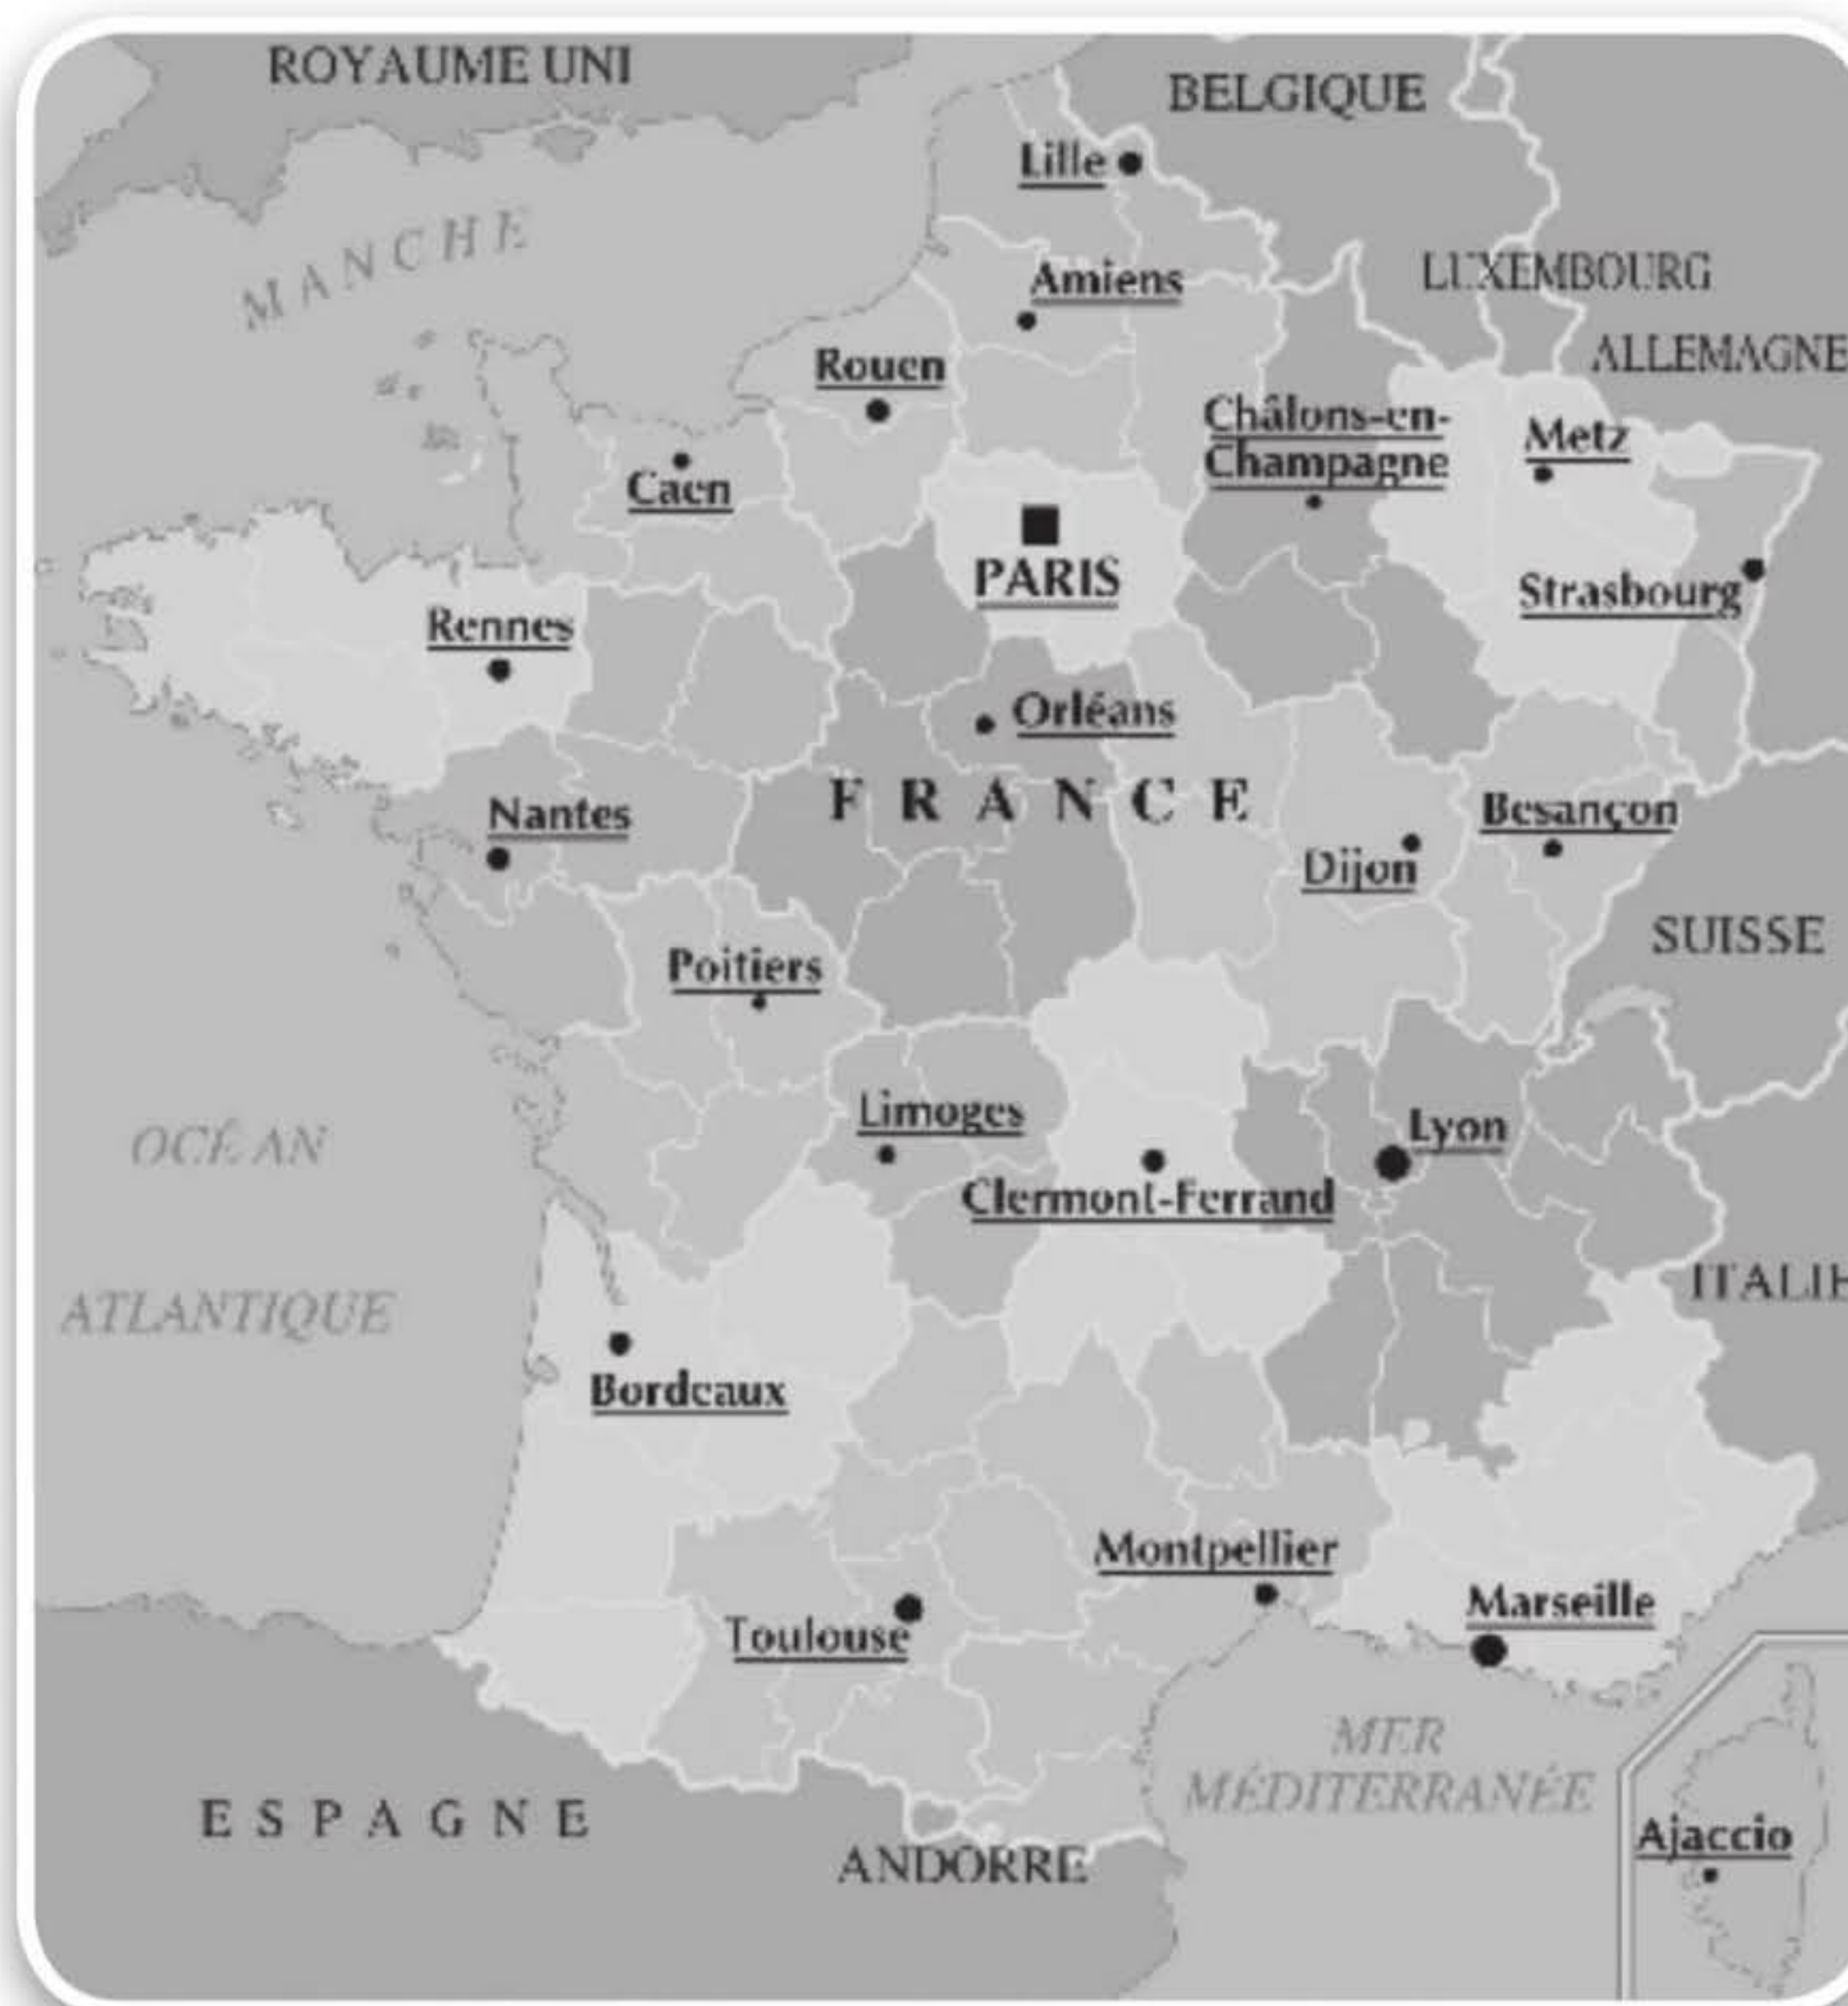 ROYAUME UNI
BELGIQUE
Lille
MANCHE
LUXEMBOURG
Amiens
ALLEMAGNE
Rouen
Châlons-en-
Champagne
Metz
Caen
PARIS
Strasbourg
Rennes
Orléans
FRANCE
Nantes
Besançon
Dijon
SUISSE
Poitiers
Limoges
Lyon
OCÉAN
Clermont-Ferrand
ITALIE
ATLANTIQUE
Bordeaux
Montpellier
Marseille
Toulouse
MER
MÉDITERRANÉE
ESPAGNE
Ajaccio
ANDORRE